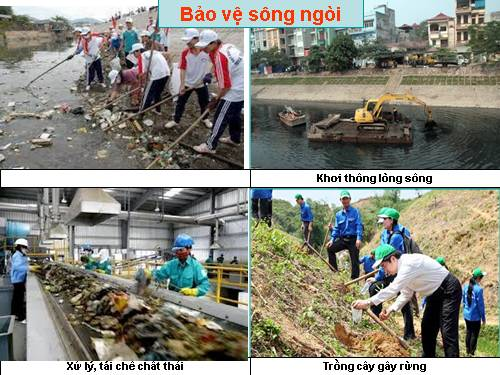 Bảo vệ sông ngòi
Khơi thông lòng sông
Xử lý, tái chế chất thải
Trồng cây gây rừng